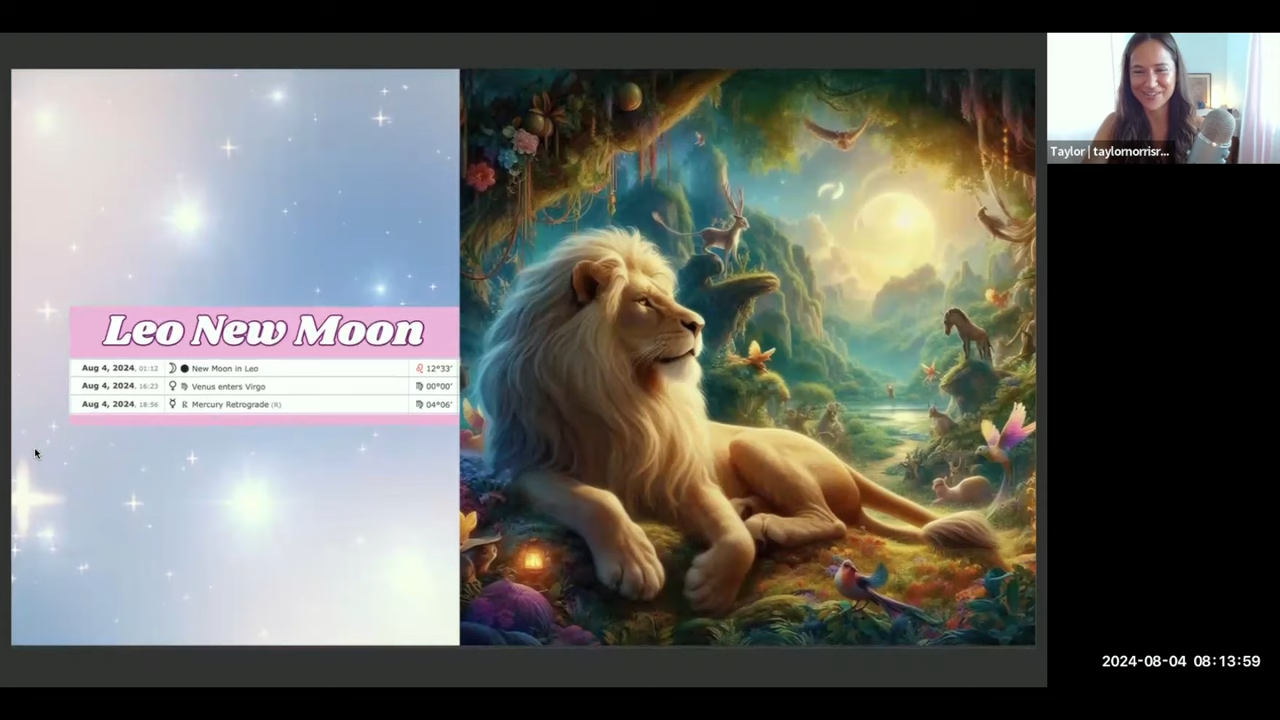 Leo New Moon
Aug 4, 2024, 01:12 ☽ ● New Moon in Leo ♌ 12°33'
Aug 4, 2024, 16:23 ♀ ♍ Venus enters Virgo ♍ 00°00'
Aug 4, 2024, 18:56 ☿ R Mercury Retrograde (R) ♍ 04°06'
Taylor | taylormorrisr...
2024-08-04 08:13:59